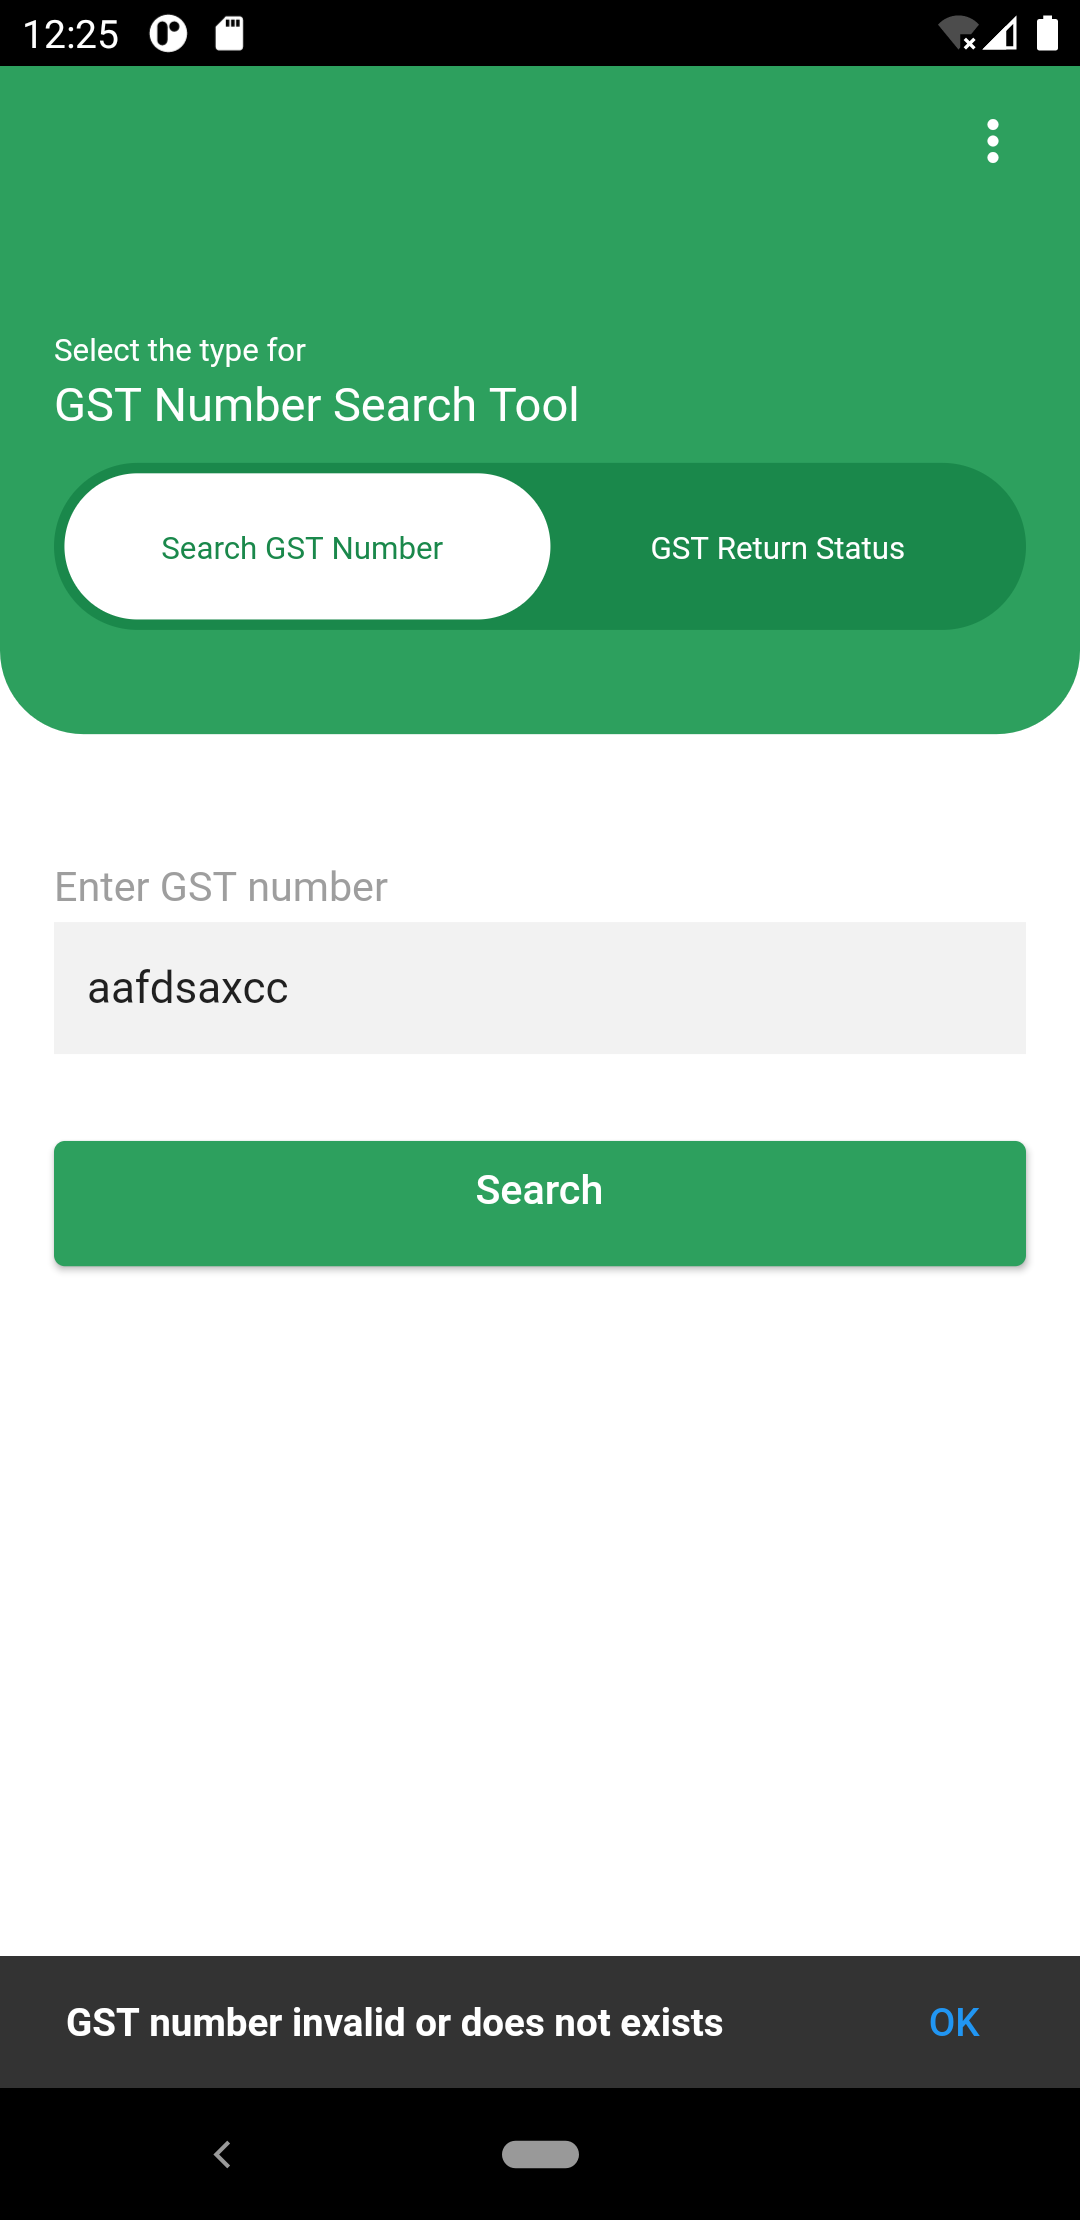 12:25
Select the type for
GST Number Search Tool
Search GST Number
GST Return Status
Enter GST number
aafdsaxcc
Search
GST number invalid or does not exists
OK